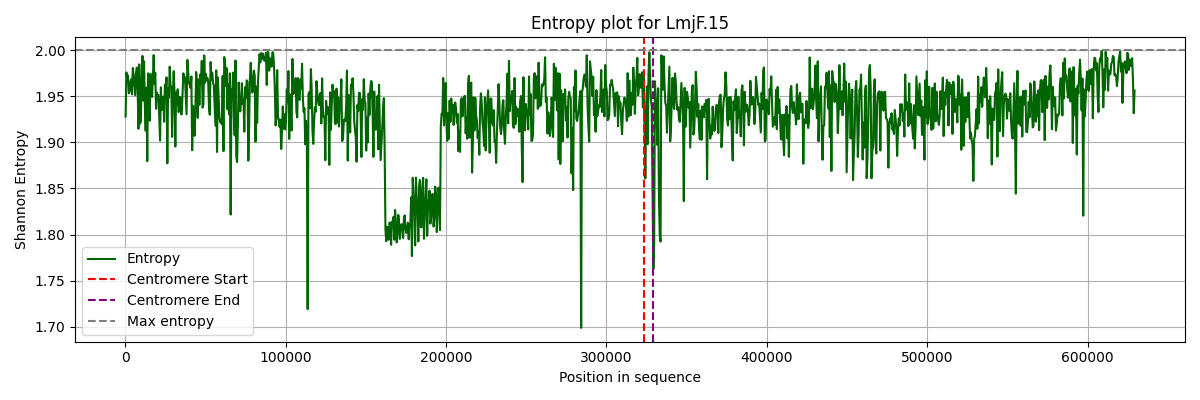 Entropy plot for LmjF.15
Shannon Entropy
2.00
1.95
1.90
1.85
1.80
1.75
1.70
Entropy
Centromere Start
Centromere End
Max entropy
0 100000 200000 300000 400000 500000 600000
Position in sequence